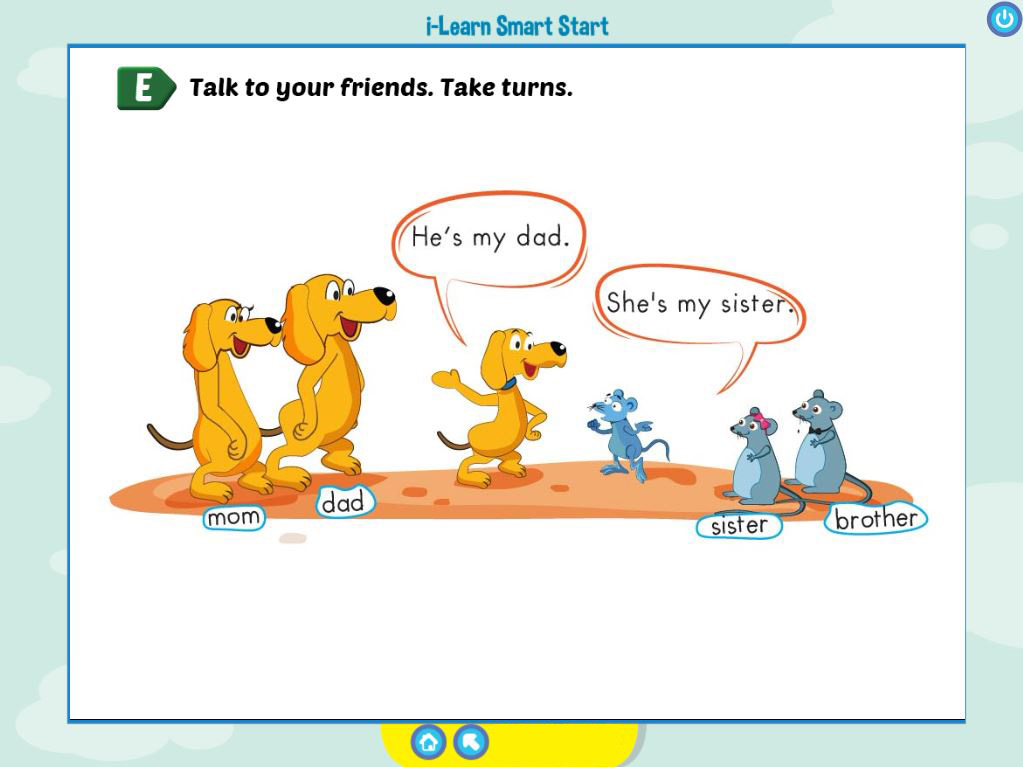 i-Learn Smart Start
E Talk to your friends. Take turns.
He's my dad.
She's my sister.
mom
dad
sister
brother